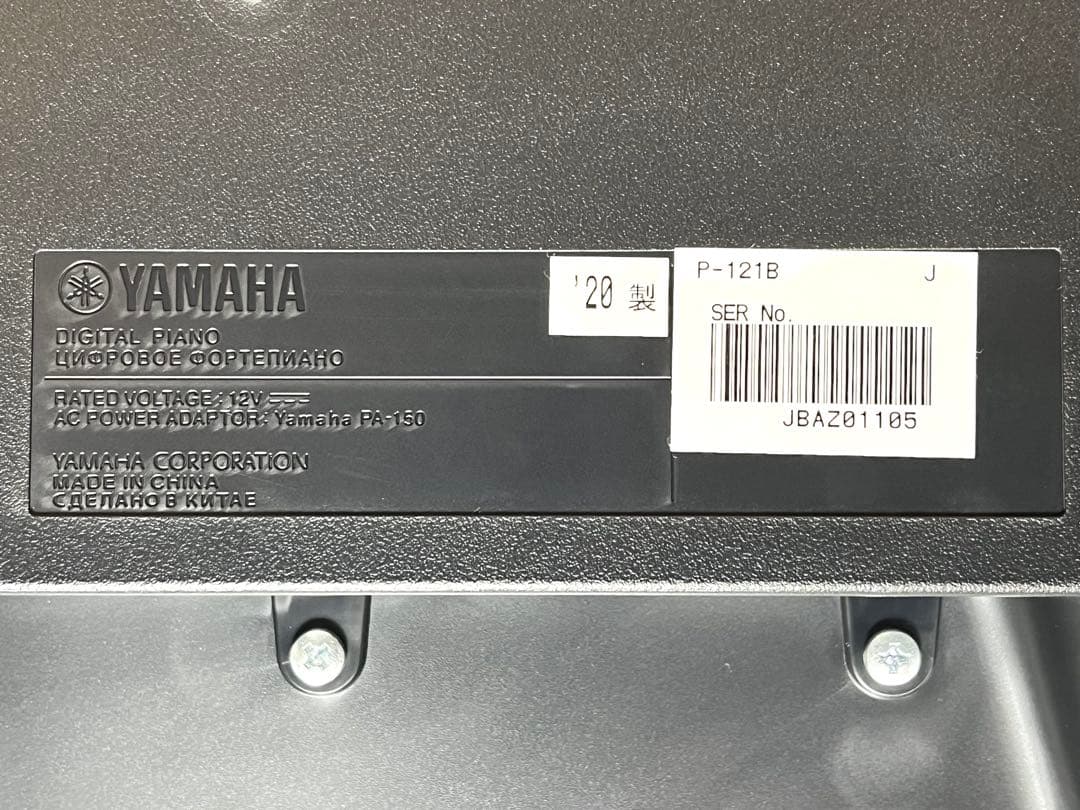 YAMAHA
DIGITAL PIANO
ЦИФРОВОЕ ФОРТЕПИАНО
RATED VOLTAGE: 12V
AC POWER ADAPTOR: Yamaha PA-150
YAMAHA CORPORATION
MADE IN CHINA
СДЕЛАНО В КИТАЕ
'20 製
P-121B J
SER No.
JBAZ01105